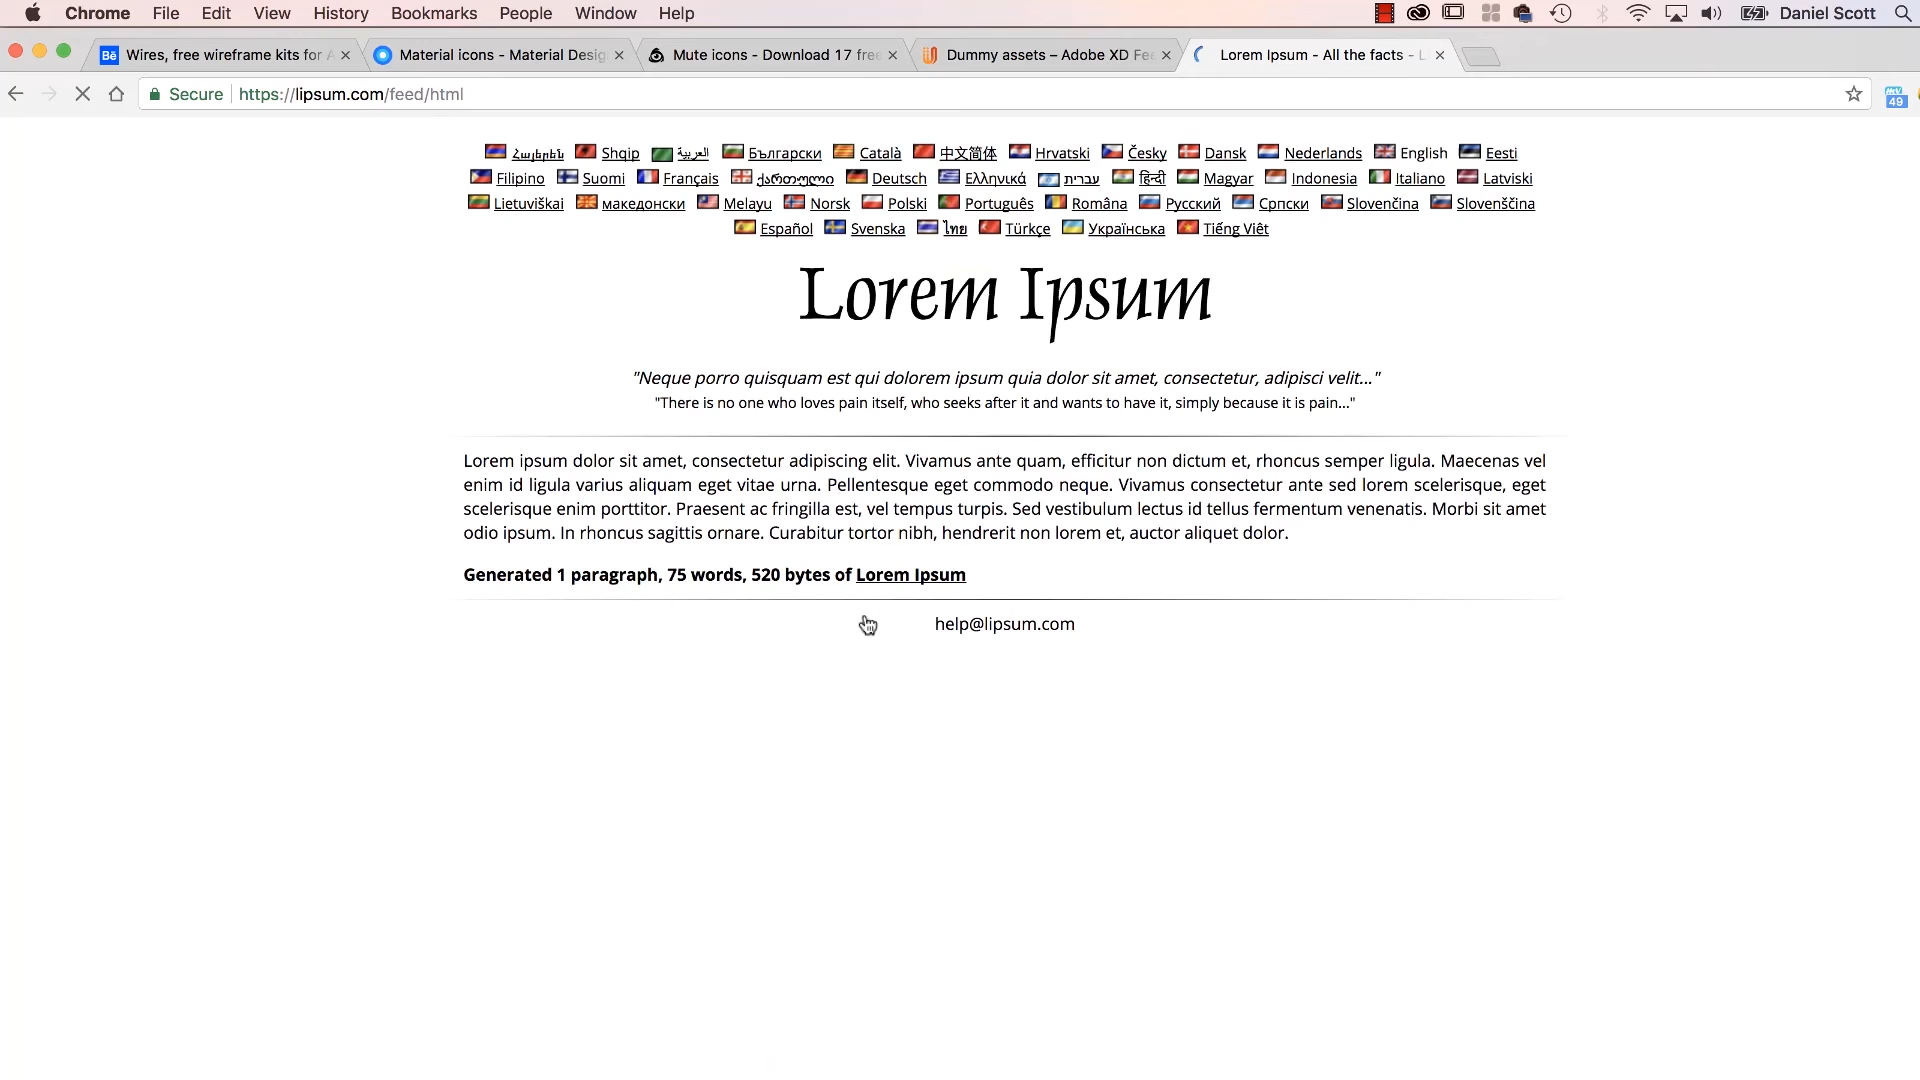 Chrome File Edit View History Bookmarks People Window Help Daniel Scott
Bē Wires, free wireframe kits for A Material icons - Material Desig Mute icons - Download 17 free Dummy assets – Adobe XD Fee Lorem Ipsum - All the facts - L
Secure https://lipsum.com/feed/html 49
Հայերեն Shqip العربية Български Català 中文简体 Hrvatski Česky Dansk Nederlands English Eesti
Filipino Suomi Français ქართული Deutsch Ελληνικά עברית हिन्दी Magyar Indonesia Italiano Latviski
Lietuviškai македонски Melayu Norsk Polski Português Româna Русский Српски Slovenčina Slovenščina
Español Svenska ไทย Türkçe Українська Tiếng Việt
Lorem Ipsum
"Neque porro quisquam est qui dolorem ipsum quia dolor sit amet, consectetur, adipisci velit..."
"There is no one who loves pain itself, who seeks after it and wants to have it, simply because it is pain..."
Lorem ipsum dolor sit amet, consectetur adipiscing elit. Vivamus ante quam, efficitur non dictum et, rhoncus semper ligula. Maecenas vel
enim id ligula varius aliquam eget vitae urna. Pellentesque eget commodo neque. Vivamus consectetur ante sed lorem scelerisque, eget
scelerisque enim porttitor. Praesent ac fringilla est, vel tempus turpis. Sed vestibulum lectus id tellus fermentum venenatis. Morbi sit amet
odio ipsum. In rhoncus sagittis ornare. Curabitur tortor nibh, hendrerit non lorem et, auctor aliquet dolor.
Generated 1 paragraph, 75 words, 520 bytes of Lorem Ipsum
help@lipsum.com